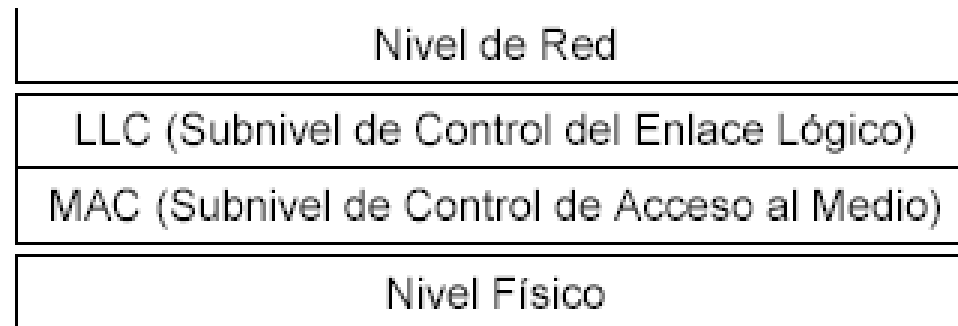 Nivel de Red
LLC (Subnivel de Control del Enlace Lógico)
MAC (Subnivel de Control de Acceso al Medio)
Nivel Físico